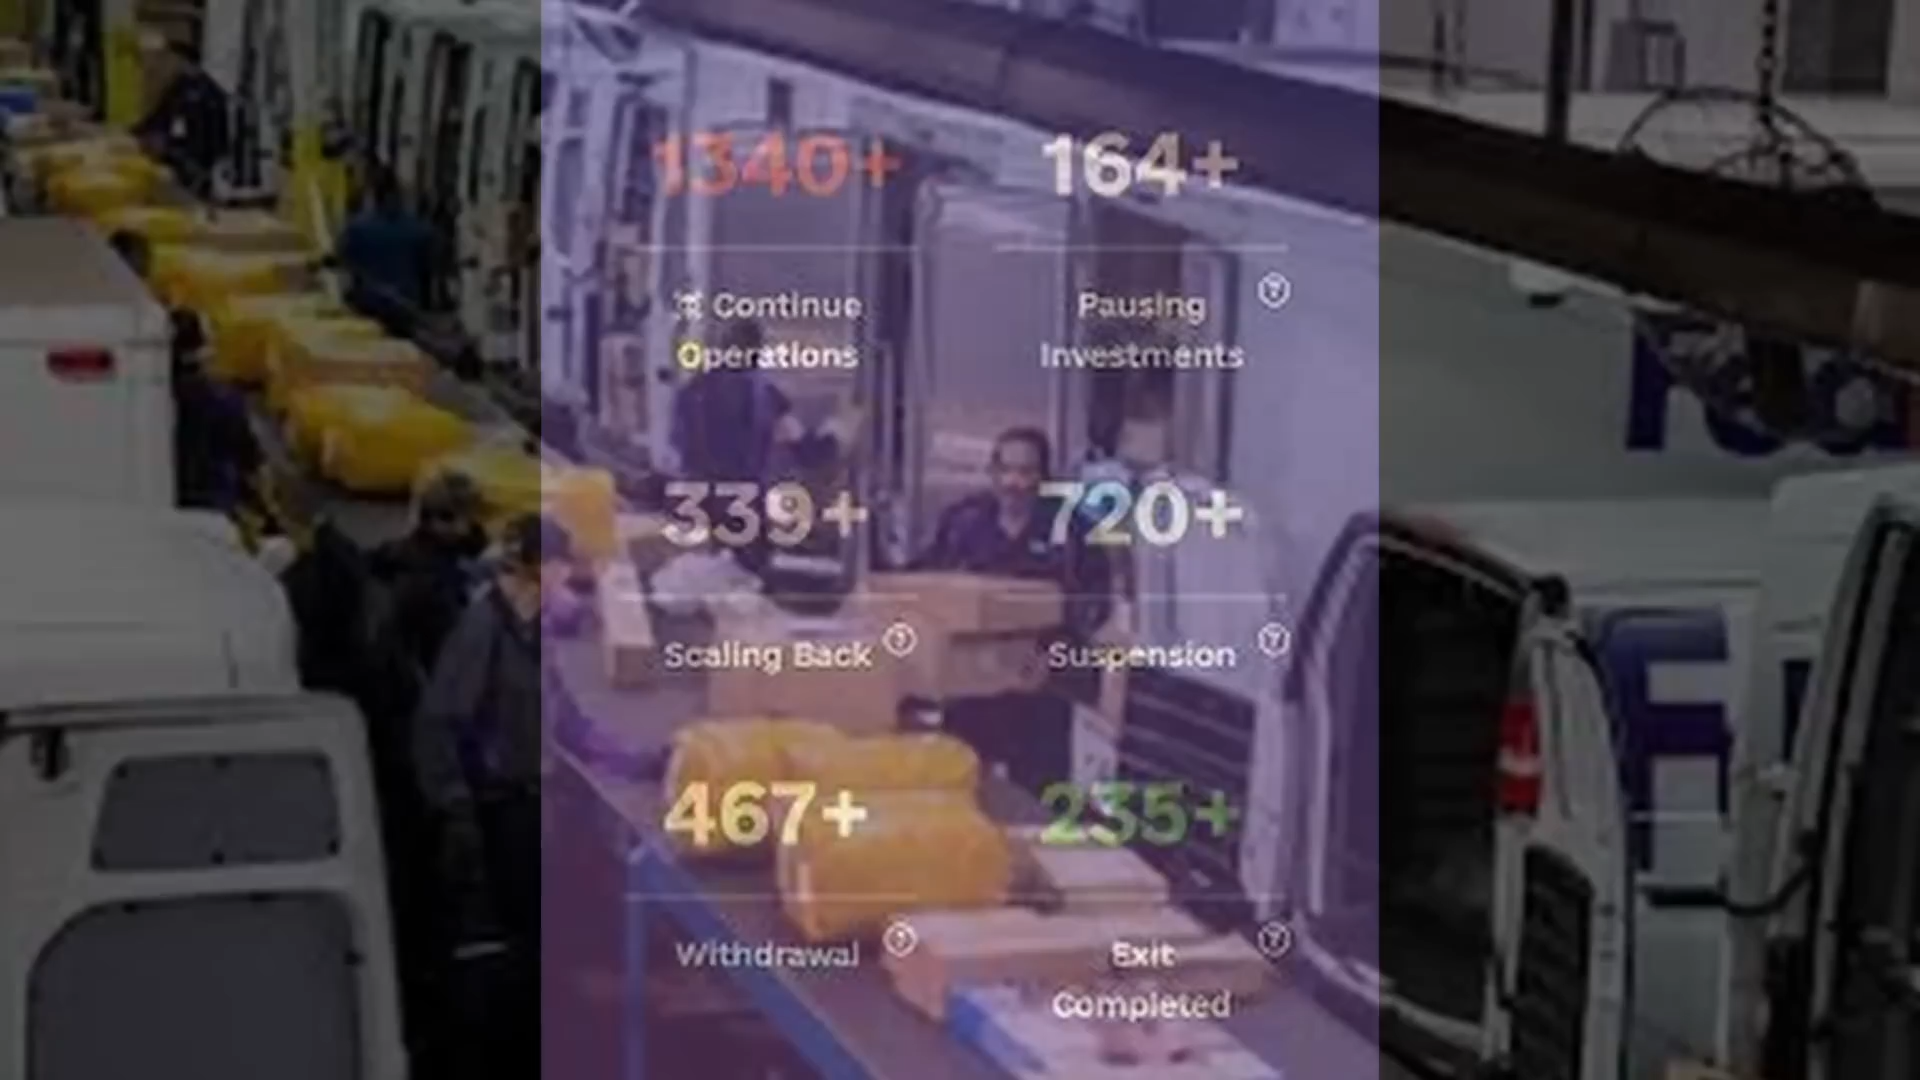 1340+
164+
Continue
Operations
Pausing
Investments
339+
720+
Scaling Back
Suspension
467+
235+
Withdrawal
Exit
Completed